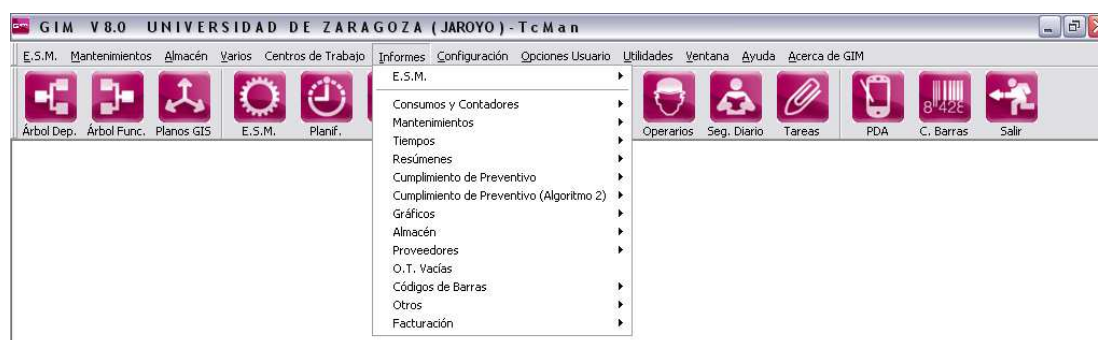 GIM V 8.0 UNIVERSIDAD DE ZARAGOZA ( JAROYO ) - TcMan
E.S.M. Mantenimientos Almacén Varios Centros de Trabajo Informes Configuración Opciones Usuario Utilidades Ventana Ayuda Acerca de GIM
Árbol Dep. Árbol Func. Planos GIS E.S.M. Planif. Operarios Seg. Diario Tareas PDA C. Barras Salir
E.S.M.
Consumos y Contadores
Mantenimientos
Tiempos
Resúmenes
Cumplimiento de Preventivo
Cumplimiento de Preventivo (Algoritmo 2)
Gráficos
Almacén
Proveedores
O.T. Vacías
Códigos de Barras
Otros
Facturación